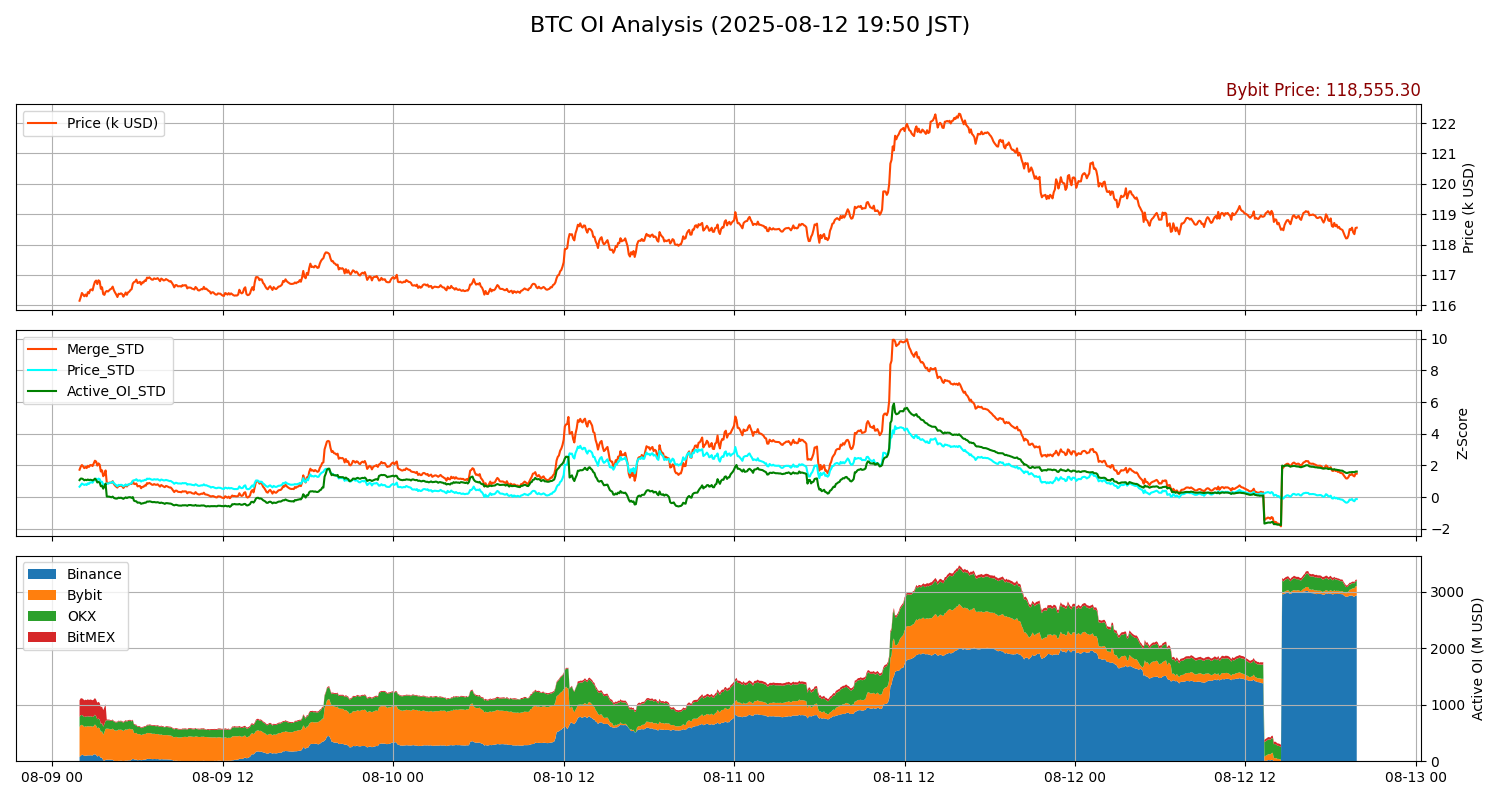 BTC OI Analysis (2025-08-12 19:50 JST)
Bybit Price: 118,555.30
Price (k USD)
122
121
120
119
118
117
116
Price (k USD)
Merge_STD
Price_STD
Active_OI_STD
10
8
6
4
2
0
−2
Z-Score
Binance
Bybit
OKX
BitMEX
3000
2000
1000
0
Active OI (M USD)
08-09 00
08-09 12
08-10 00
08-10 12
08-11 00
08-11 12
08-12 00
08-12 12
08-13 00